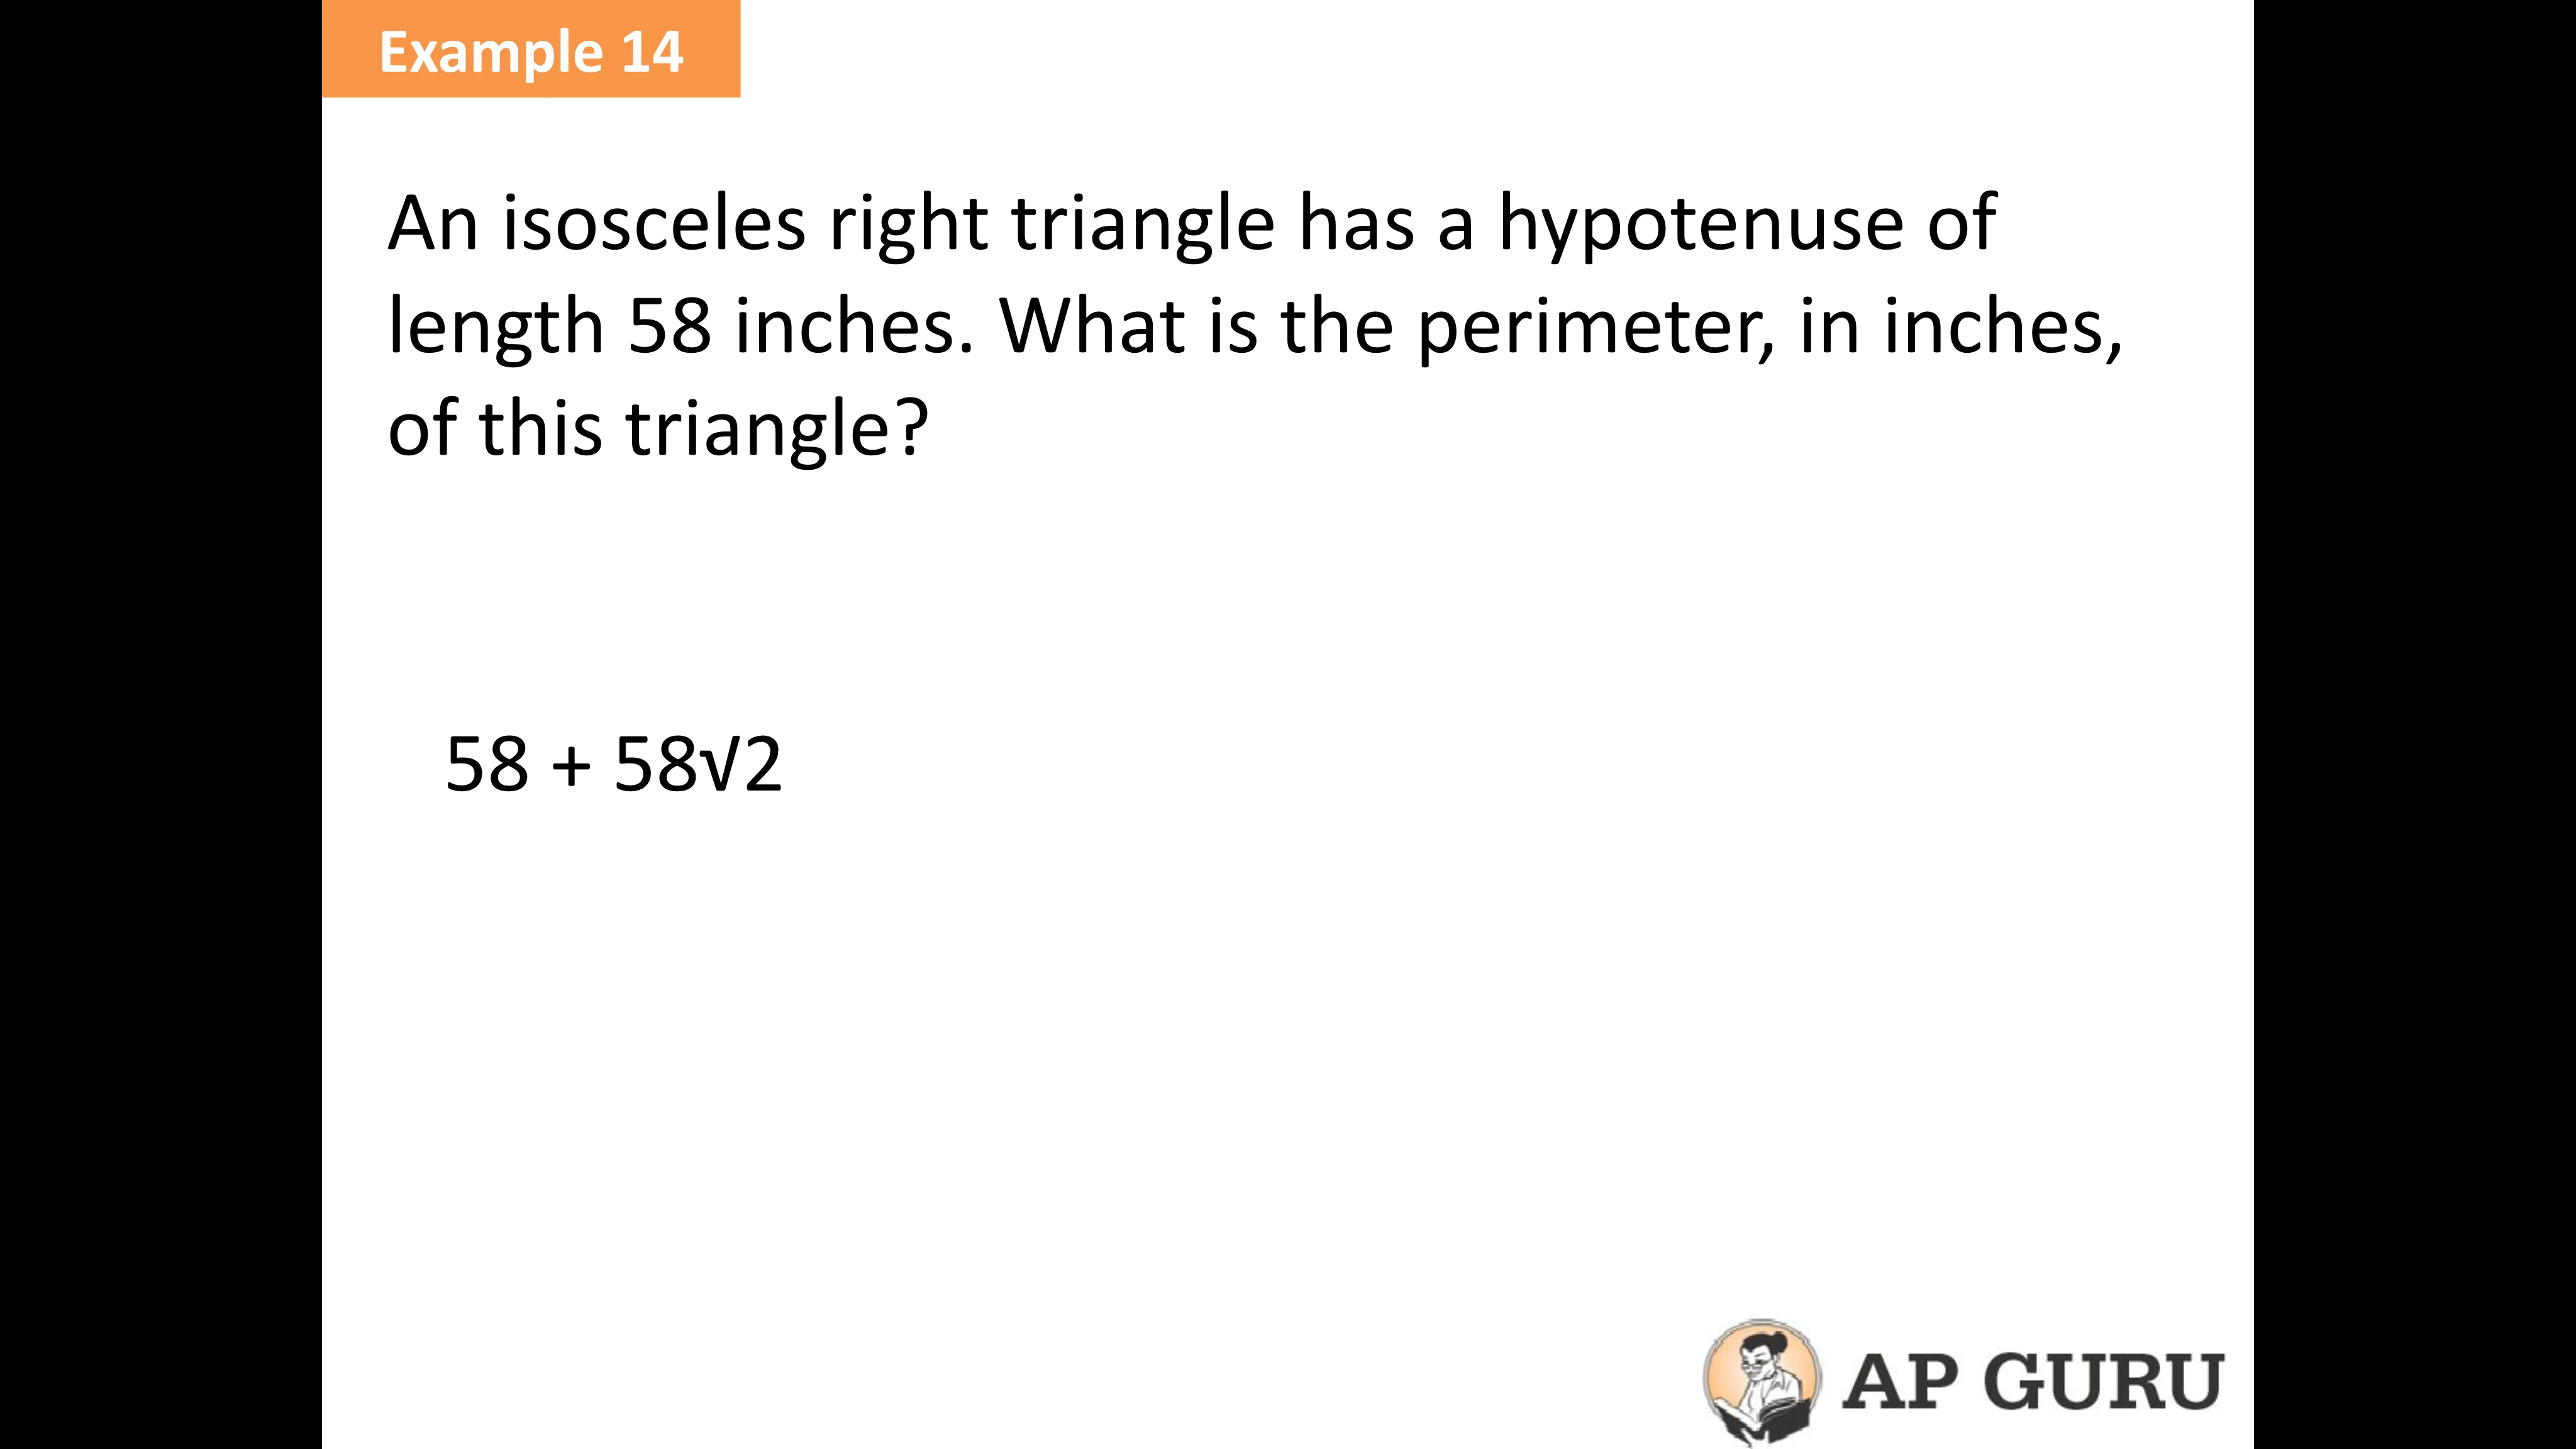 Example 14
An isosceles right triangle has a hypotenuse of
length 58 inches. What is the perimeter, in inches,
of this triangle?
58 + 58√2
AP GURU